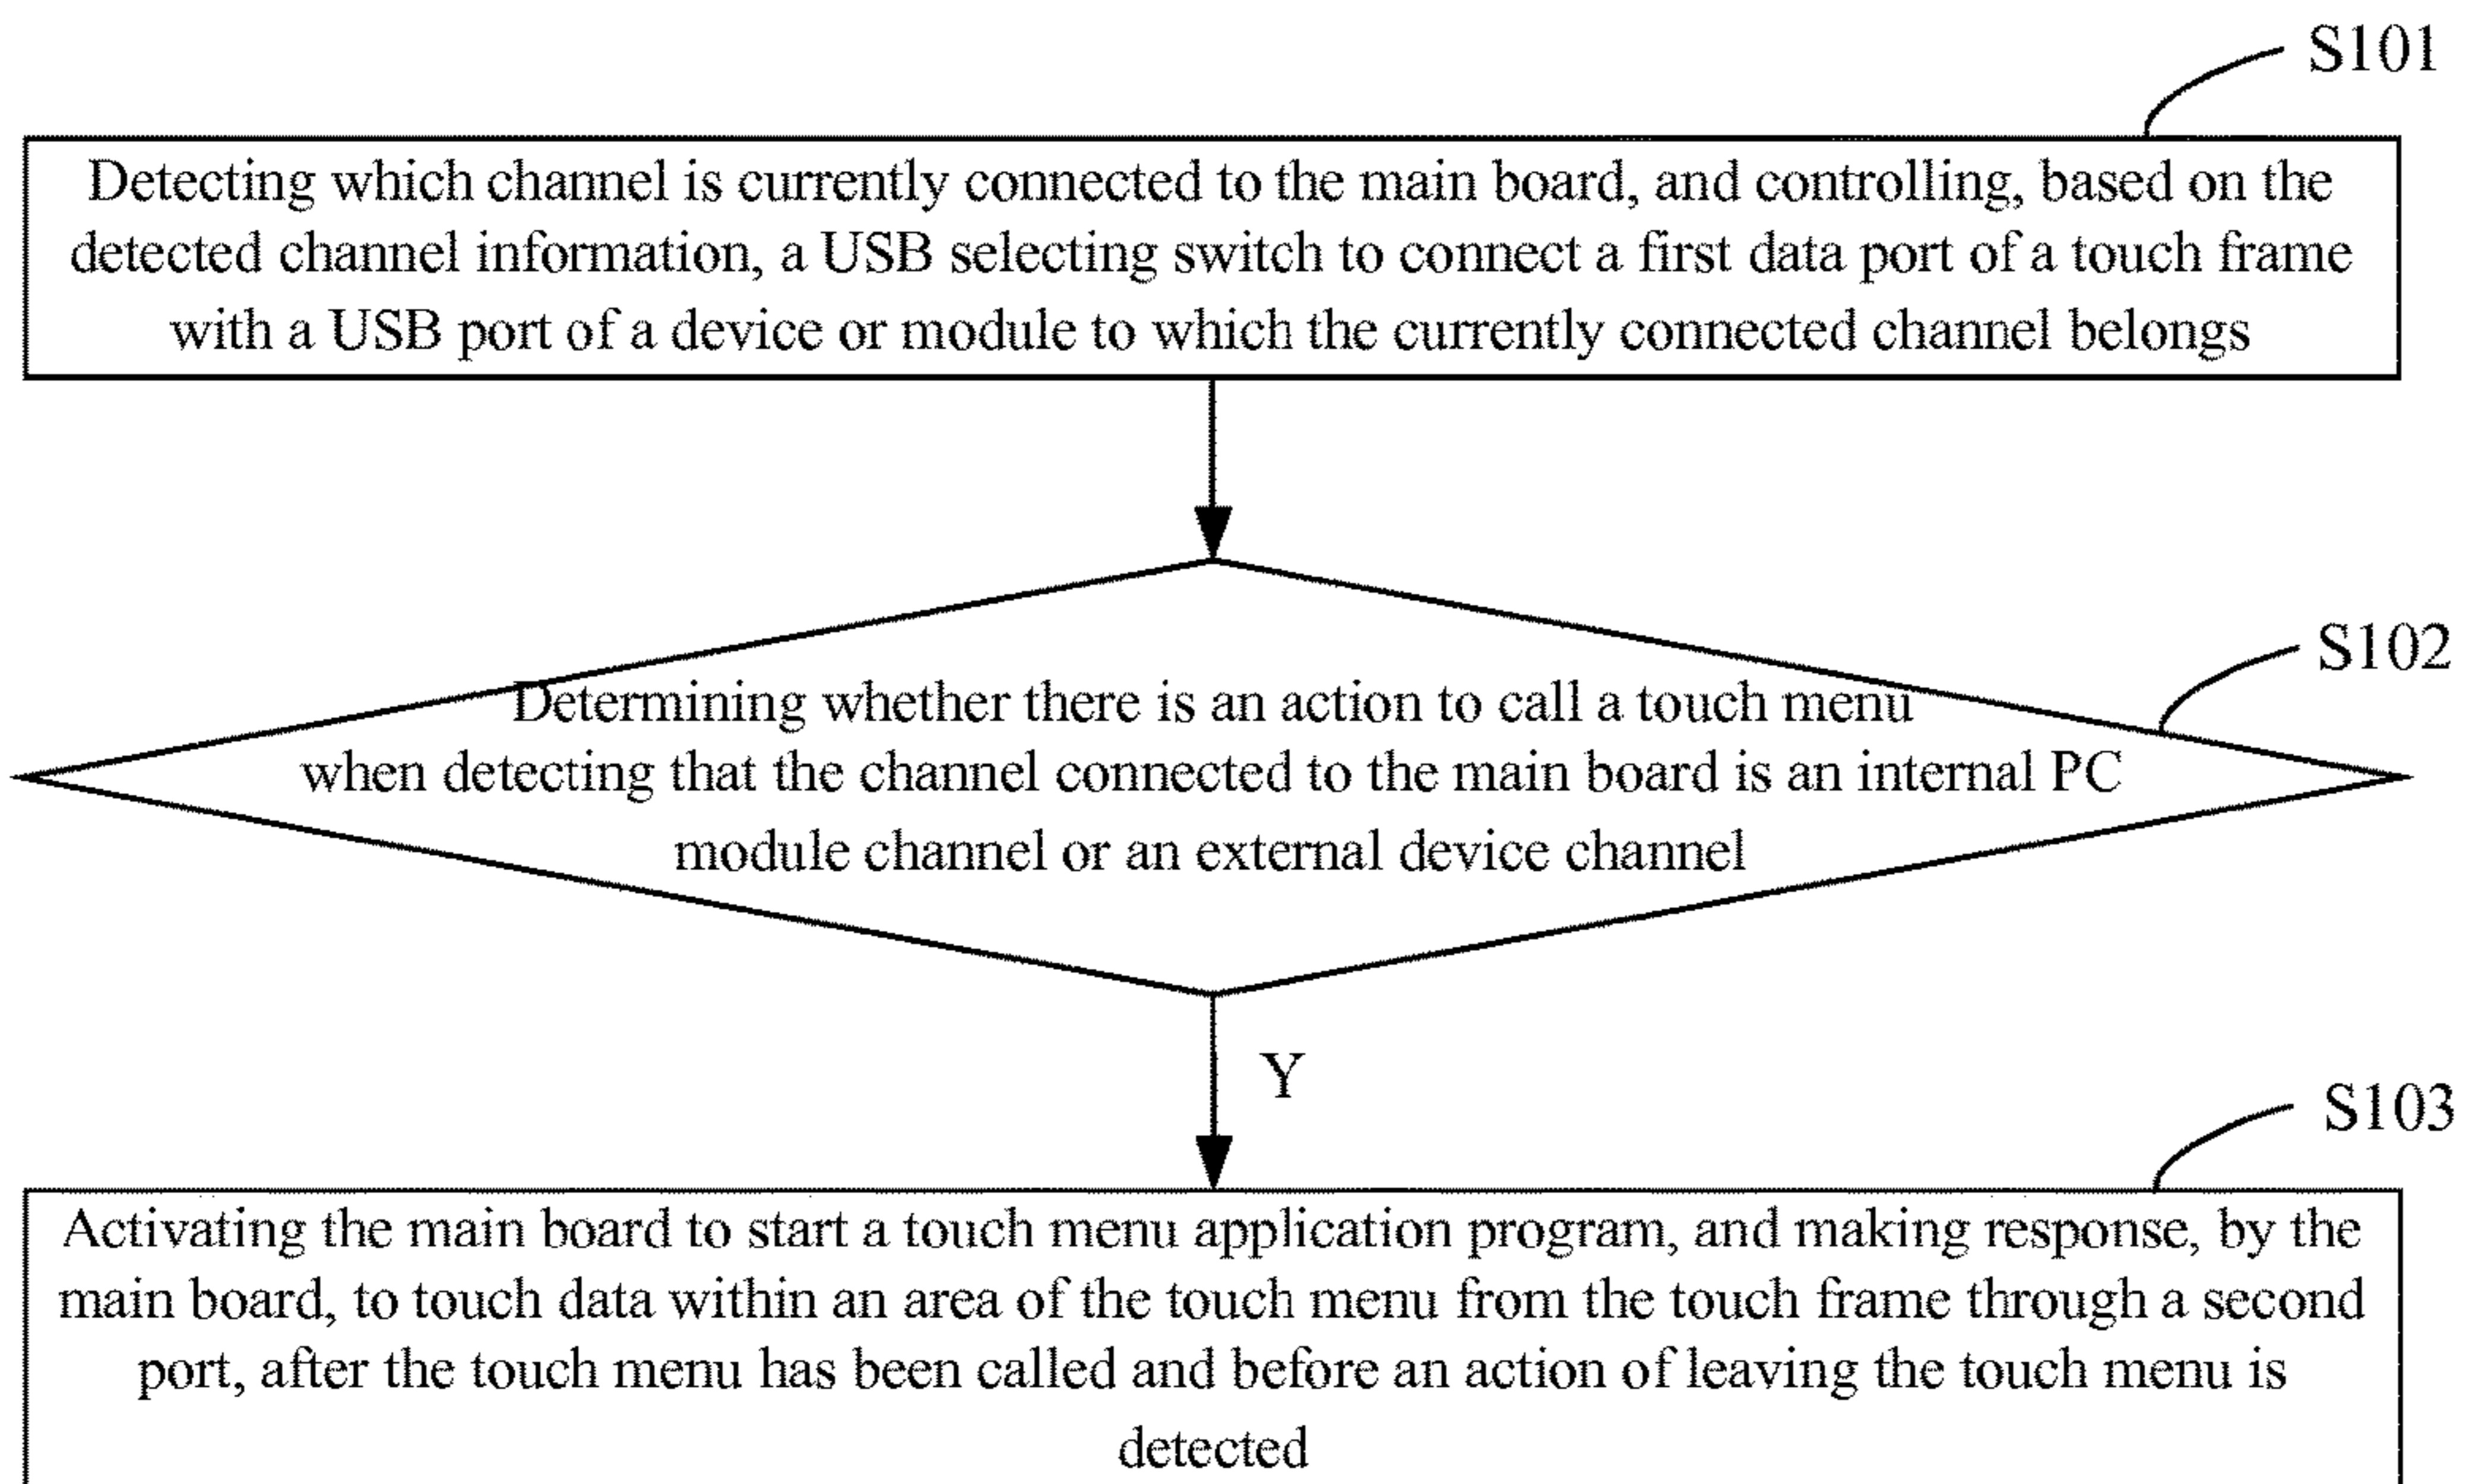 S101
Detecting which channel is currently connected to the main board, and controlling, based on the
detected channel information, a USB selecting switch to connect a first data port of a touch frame
with a USB port of a device or module to which the currently connected channel belongs
S102
Determining whether there is an action to call a touch menu
when detecting that the channel connected to the main board is an internal PC
module channel or an external device channel
Y
S103
Activating the main board to start a touch menu application program, and making response, by the
main board, to touch data within an area of the touch menu from the touch frame through a second
port, after the touch menu has been called and before an action of leaving the touch menu is
detected